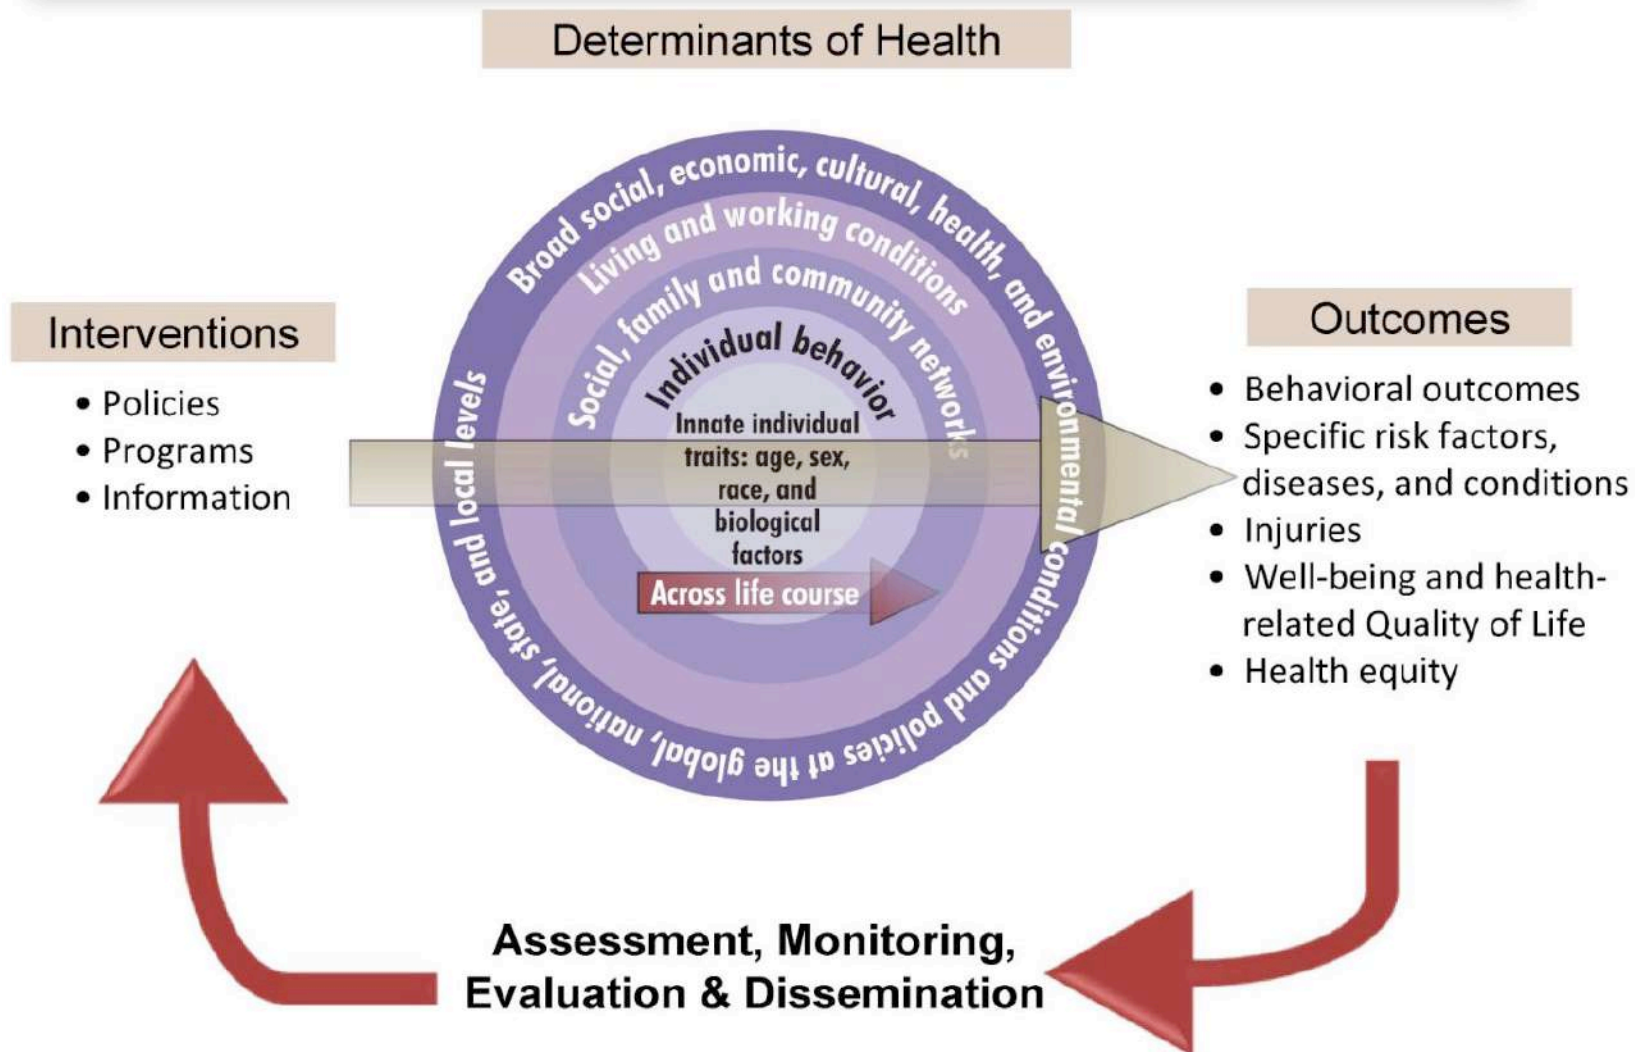 Determinants of Health
Broad social, economic, cultural, health, and environmental conditions and policies at the global, national, state, and local levels
Living and working conditions
Social, family and community networks
Individual behavior
Innate individual
traits: age, sex,
race, and
biological
factors
Across life course
Interventions
• Policies
• Programs
• Information
Outcomes
• Behavioral outcomes
• Specific risk factors,
diseases, and conditions
• Injuries
• Well-being and health-
related Quality of Life
• Health equity
Assessment, Monitoring,
Evaluation & Dissemination